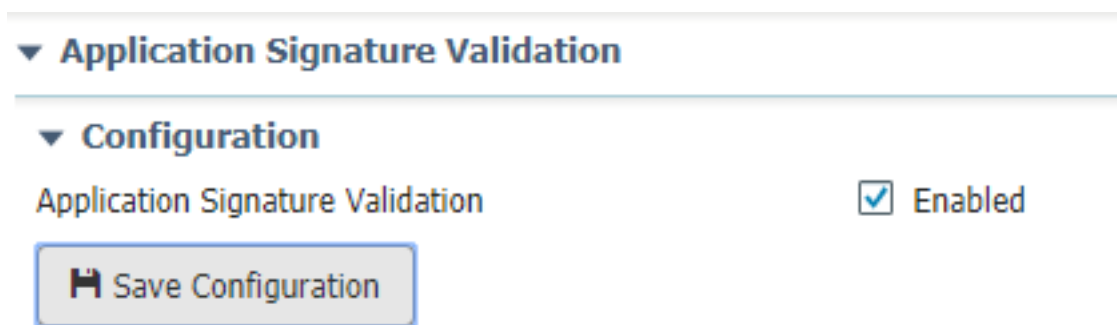 Application Signature Validation
Configuration
Application Signature Validation Enabled
Save Configuration